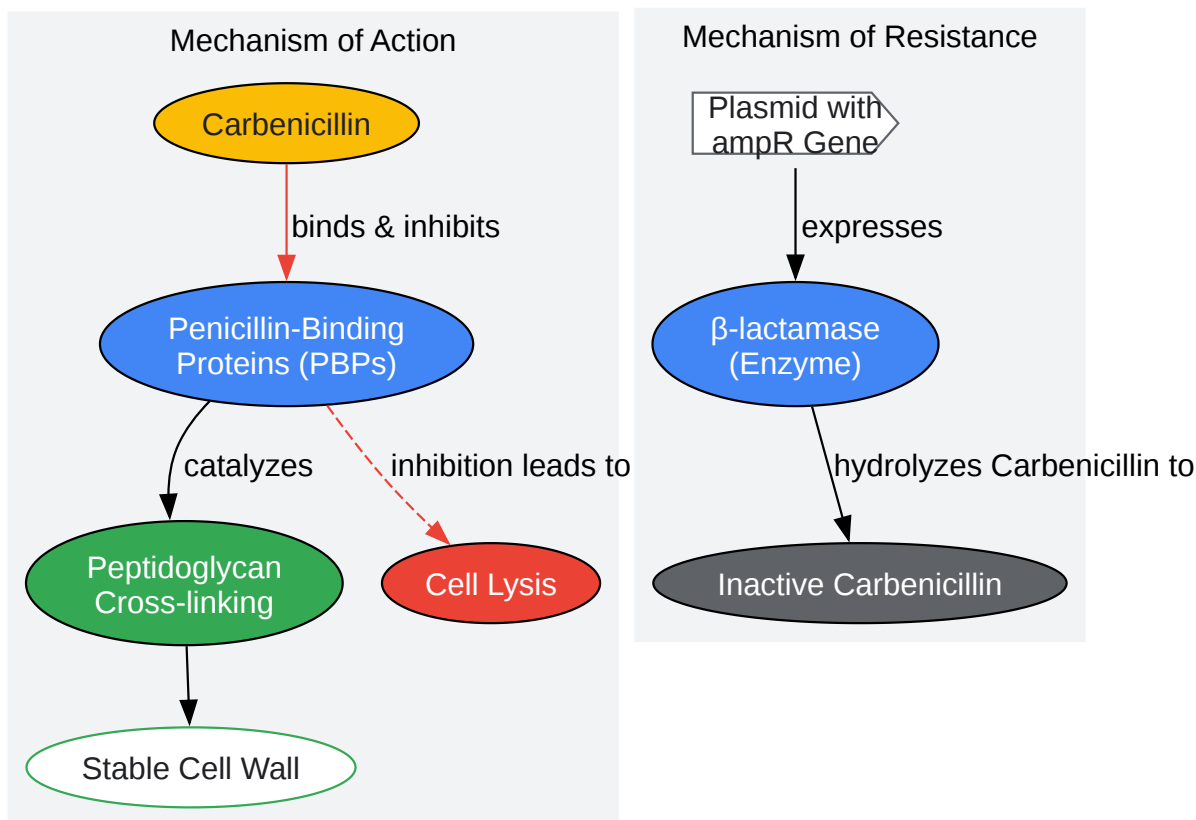 Mechanism of Action
Carbenicillin
binds & inhibits
Penicillin-Binding
Proteins (PBPs)
catalyzes
inhibition leads to
Peptidoglycan
Cross-linking
Cell Lysis
Stable Cell Wall
Mechanism of Resistance
Plasmid with
ampR Gene
expresses
β-lactamase
(Enzyme)
hydrolyzes Carbenicillin to
Inactive Carbenicillin